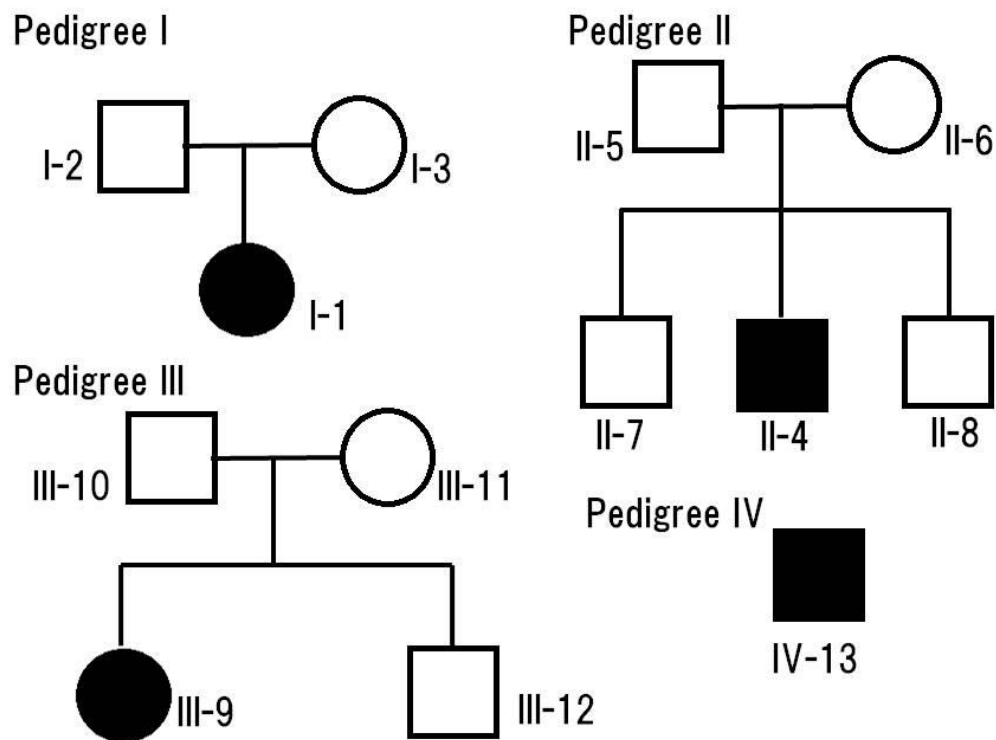 Pedigree I
I-2
I-3
I-1
Pedigree II
II-5
II-6
II-7
II-4
II-8
Pedigree III
III-10
III-11
III-9
III-12
Pedigree IV
IV-13